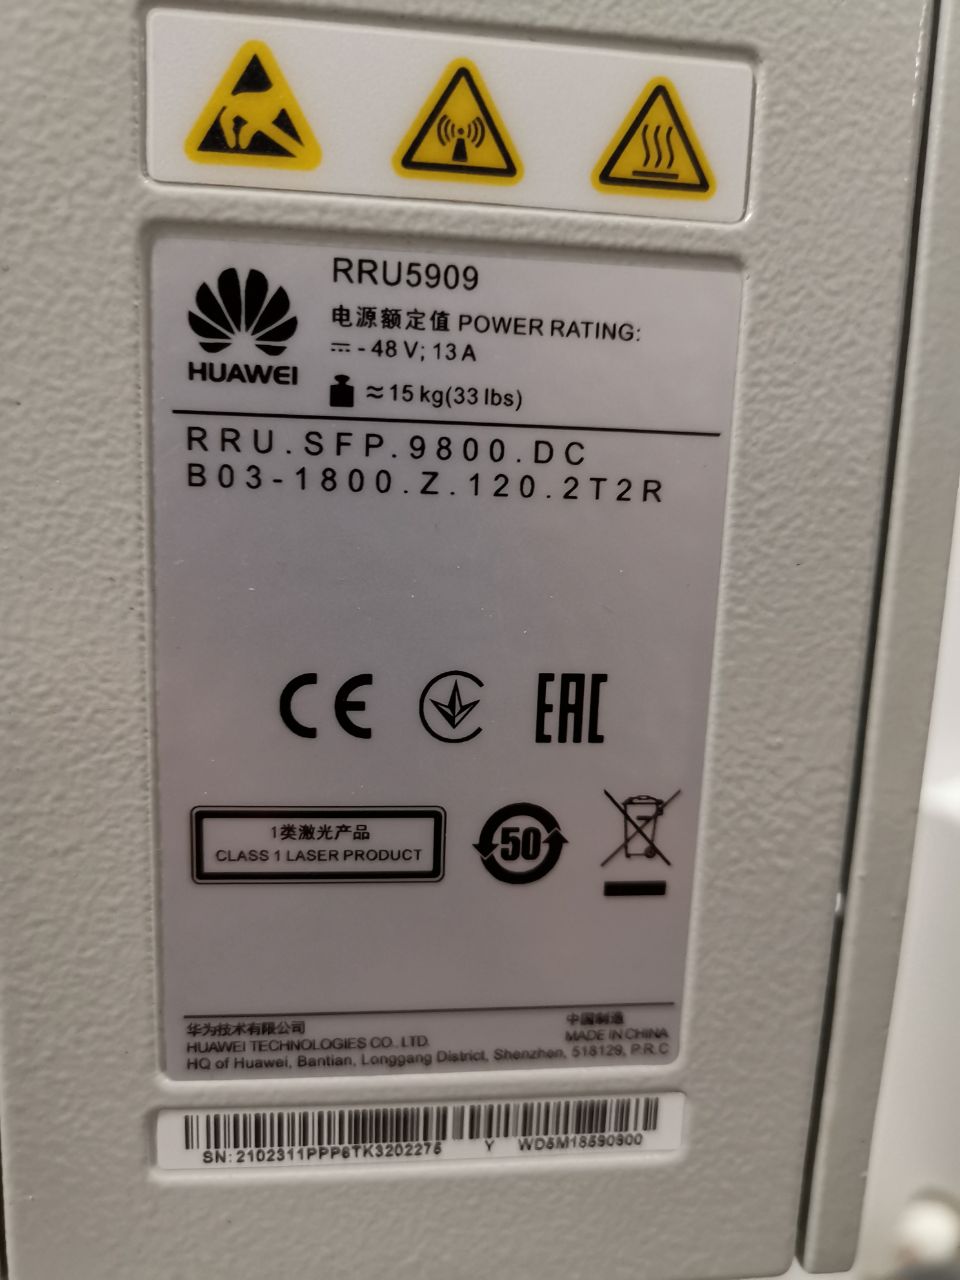 HUAWEI
RRU5909
电源额定值 POWER RATING:
⎓ - 48 V; 13 A
≈ 15 kg(33 lbs)
RRU.SFP.9800.DC
B03-1800.Z.120.2T2R
CE
EAC
1类激光产品
CLASS 1 LASER PRODUCT
50
华为技术有限公司
HUAWEI TECHNOLOGIES CO., LTD.
中国制造
MADE IN CHINA
HQ of Huawei, Bantian, Longgang District, Shenzhen, 518129, P.R.C
SN:2102311PPP6TK3202275 Y WD5M18590900